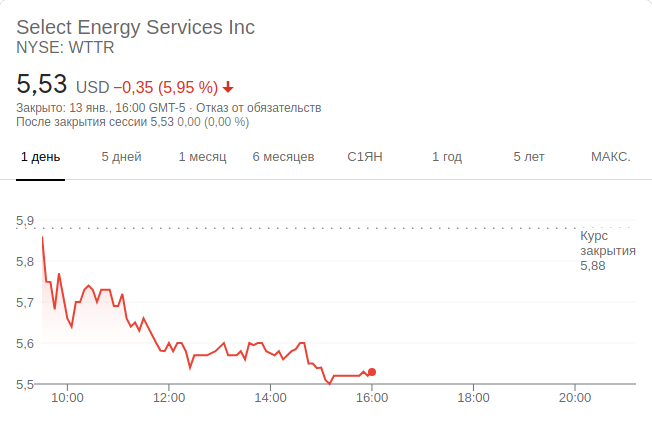 Select Energy Services Inc
NYSE: WTTR
5,53 USD −0,35 (5,95 %)
Закрыто: 13 янв., 16:00 GMT-5 · Отказ от обязательств
После закрытия сессии 5,53 0,00 (0,00 %)
1 день 5 дней 1 месяц 6 месяцев С1ЯН 1 год 5 лет МАКС.
5,9
Курс
закрытия
5,88
5,8
5,7
5,6
5,5
10:00 12:00 14:00 16:00 18:00 20:00